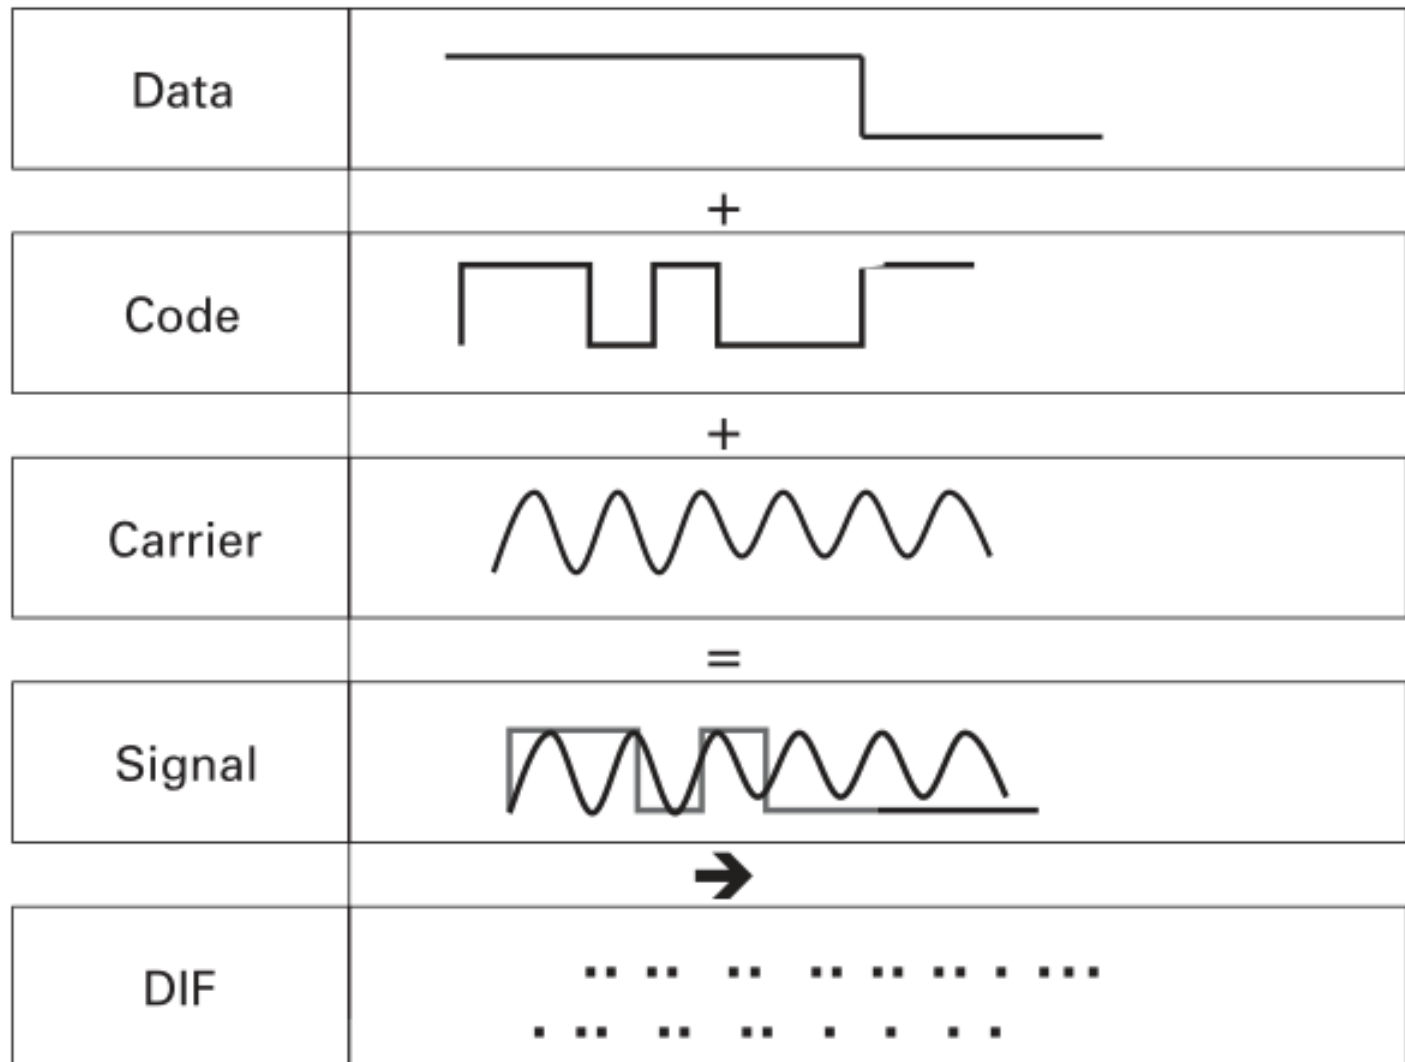 Data
+
Code
+
Carrier
=
Signal
➔
DIF